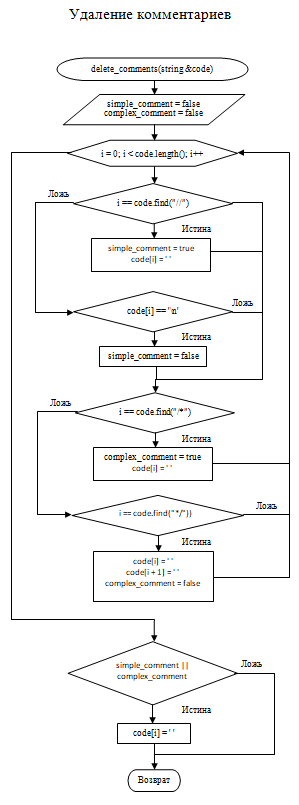 Удаление комментариев
delete_comments(string &code)
simple_comment = false
complex_comment = false
i = 0; i < code.length(); i++
i == code.find("//")
Ложь
Истина
simple_comment = true
code[i] = ' '
code[i] == '\n'
Ложь
Истина
simple_comment = false
i == code.find("/*")
Ложь
Истина
complex_comment = true
code[i] = ' '
i == code.find("*/"))
Ложь
Истина
code[i] = ' '
code[i + 1] = ' '
complex_comment = false
simple_comment ||
complex_comment
Ложь
Истина
code[i] = ' '
Возврат